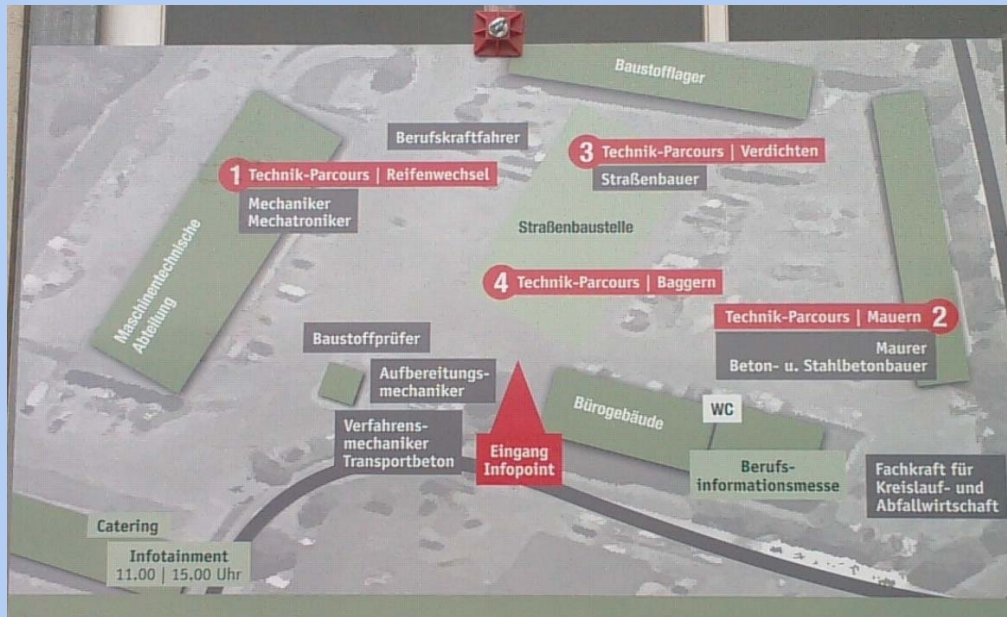 Baustofflager
Berufskraftfahrer
3 Technik-Parcours | Verdichten
Straßenbauer
1 Technik-Parcours | Reifenwechsel
Mechaniker
Mechatroniker
Straßenbaustelle
Maschinentechnische
Abteilung
4 Technik-Parcours | Baggern
Technik-Parcours | Mauern 2
Maurer
Beton- u. Stahlbetonbauer
Baustoffprüfer
Aufbereitungs-
mechaniker
Verfahrens-
mechaniker
Transportbeton
Eingang
Infopoint
Bürogebäude
WC
Berufs-
informationsmesse
Fachkraft für
Kreislauf- und
Abfallwirtschaft
Catering
Infotainment
11.00 | 15.00 Uhr